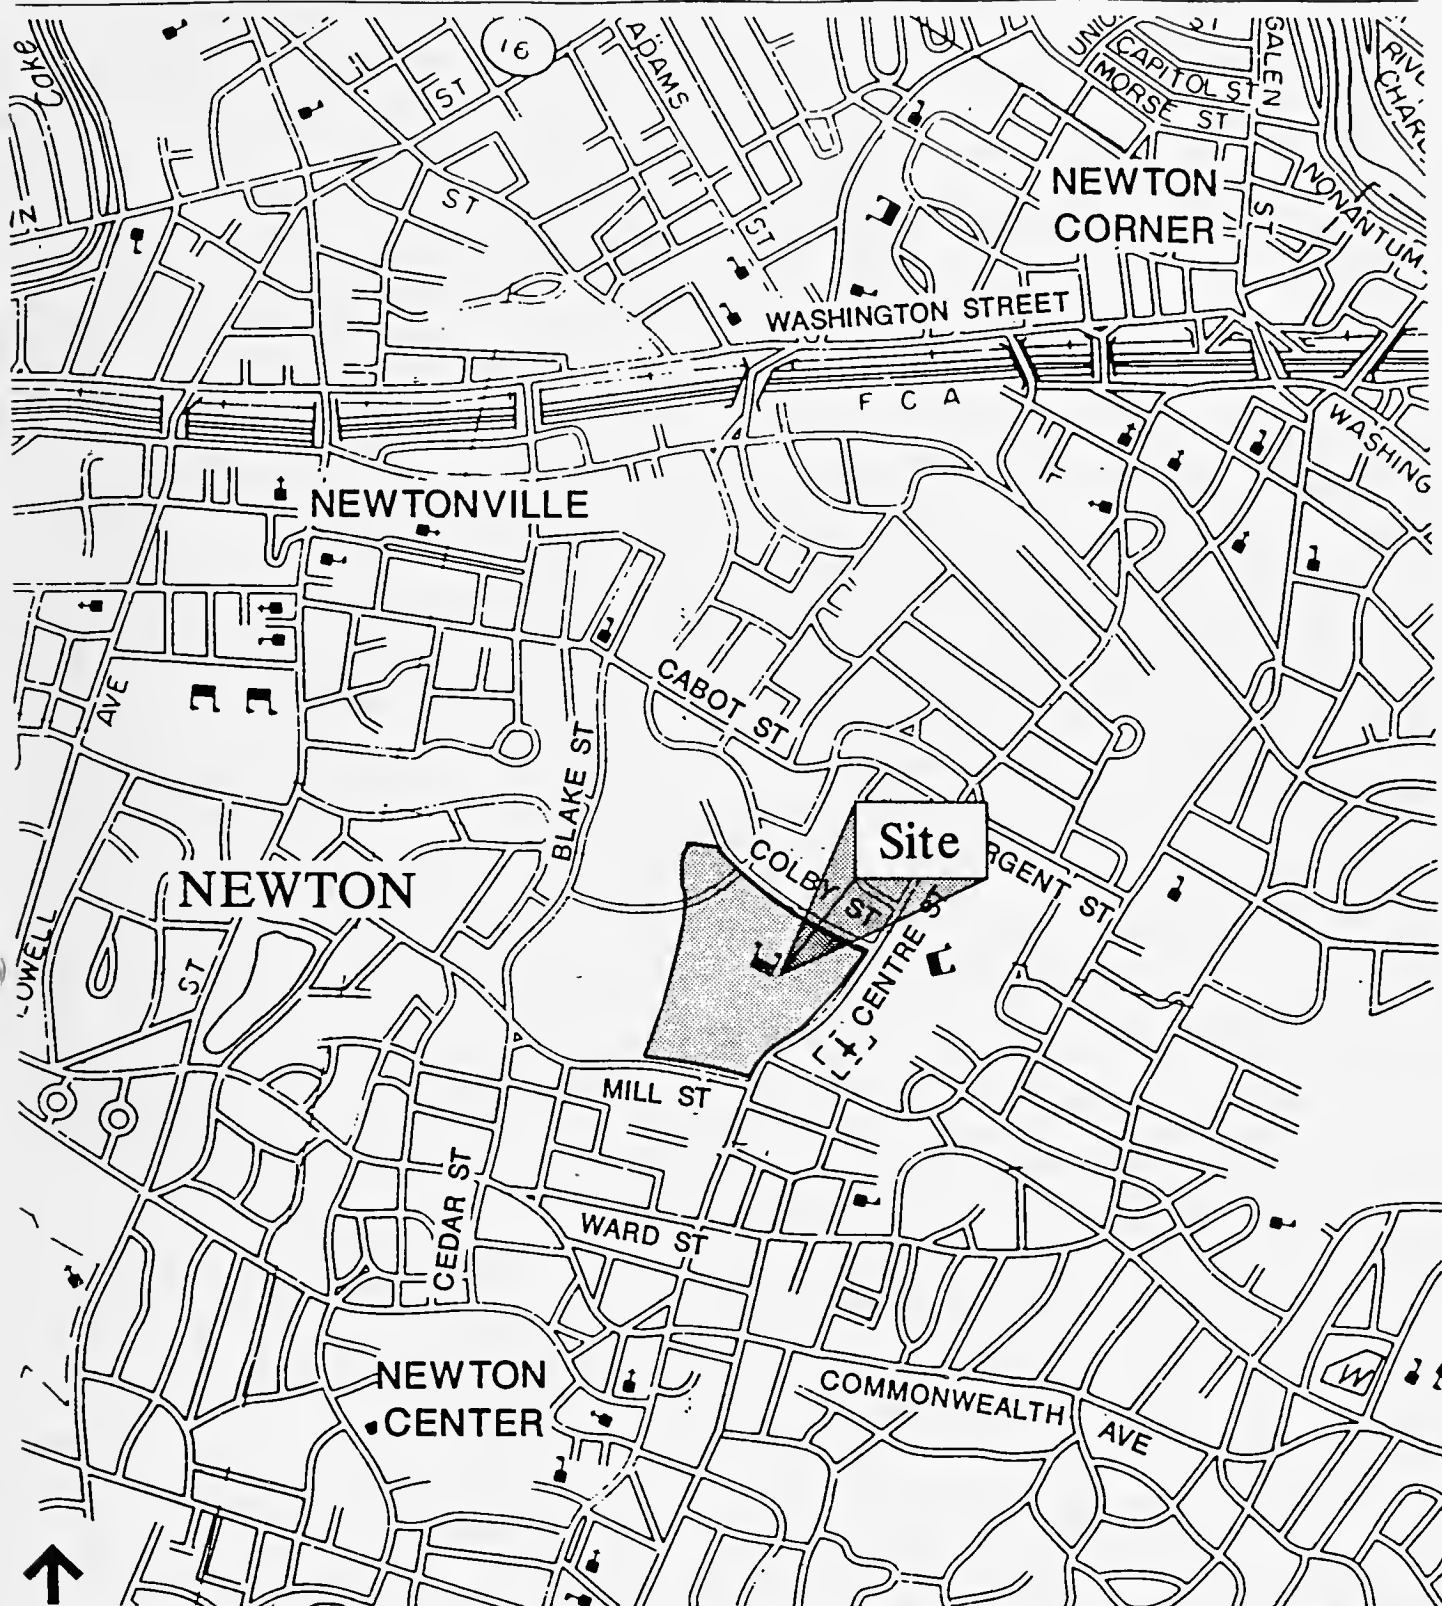 16
ADAMS
ST
ST
ST
ST
CAPITOL ST
MORSE ST
GALEN
ST
NONANTUM
NEWTON
CORNER
WASHINGTON STREET
F C A
WASHING
NEWTONVILLE
CABOT ST
AVE
BLAKE ST
Site
COLBY ST
RGENT ST
NEWTON
CENTRE
ST
MILL ST
CEDAR ST
WARD ST
NEWTON
CENTER
COMMONWEALTH AVE
W